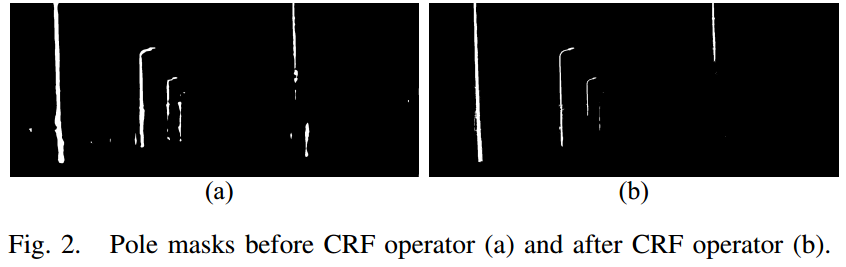 (a) (b)
Fig. 2. Pole masks before CRF operator (a) and after CRF operator (b).